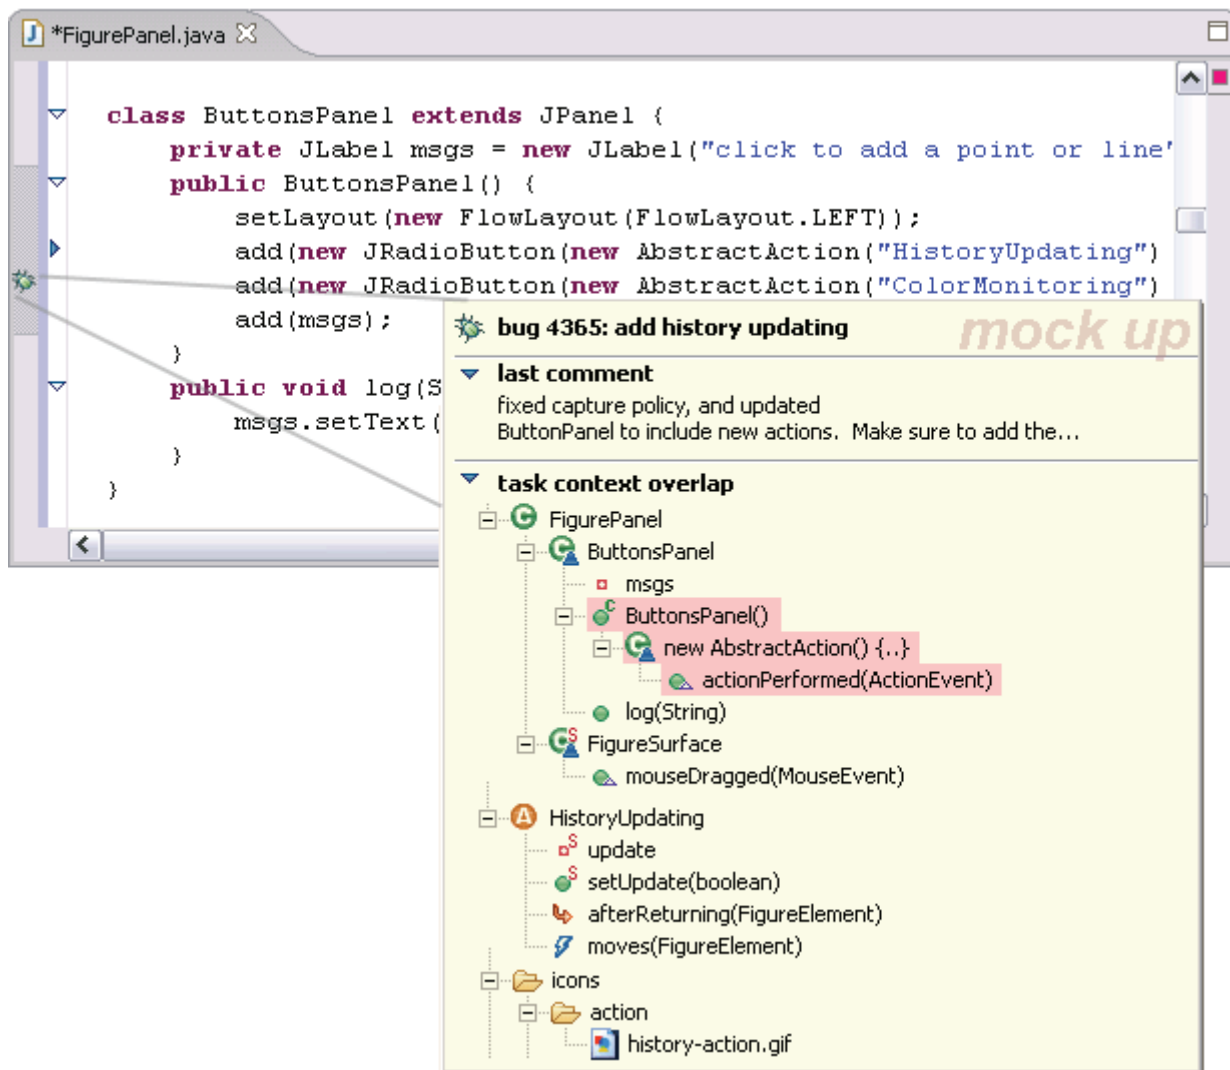 *FigurePanel.java
class ButtonsPanel extends JPanel {
private JLabel msgs = new JLabel("click to add a point or line"
public ButtonsPanel() {
setLayout(new FlowLayout(FlowLayout.LEFT));
add(new JRadioButton(new AbstractAction("HistoryUpdating")
add(new JRadioButton(new AbstractAction("ColorMonitoring")
add(msgs);
}
public void log(S
msgs.setText(
}
}
bug 4365: add history updating
mock up
last comment
fixed capture policy, and updated
ButtonPanel to include new actions.  Make sure to add the...
task context overlap
FigurePanel
ButtonsPanel
msgs
ButtonsPanel()
new AbstractAction() {..}
actionPerformed(ActionEvent)
log(String)
FigureSurface
mouseDragged(MouseEvent)
HistoryUpdating
update
setUpdate(boolean)
afterReturning(FigureElement)
moves(FigureElement)
icons
action
history-action.gif